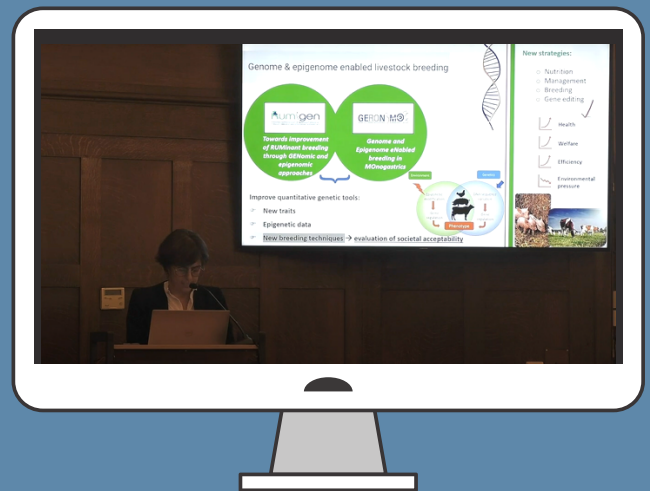 Genome & epigenome enabled livestock breeding
Rumigen
Towards improvement
of RUMinant breeding
through GENomic and
epigenomic
approaches
GERONIMO
Genome and
Epigenome eNabled
breeding in
MOnogastrics
Improve quantitative genetic tools:
New traits
Epigenetic data
New breeding techniques → evaluation of societal acceptability
Phenotype
New strategies:
Nutrition
Management
Breeding
Gene editing
Health
Welfare
Efficiency
Environmental
pressure